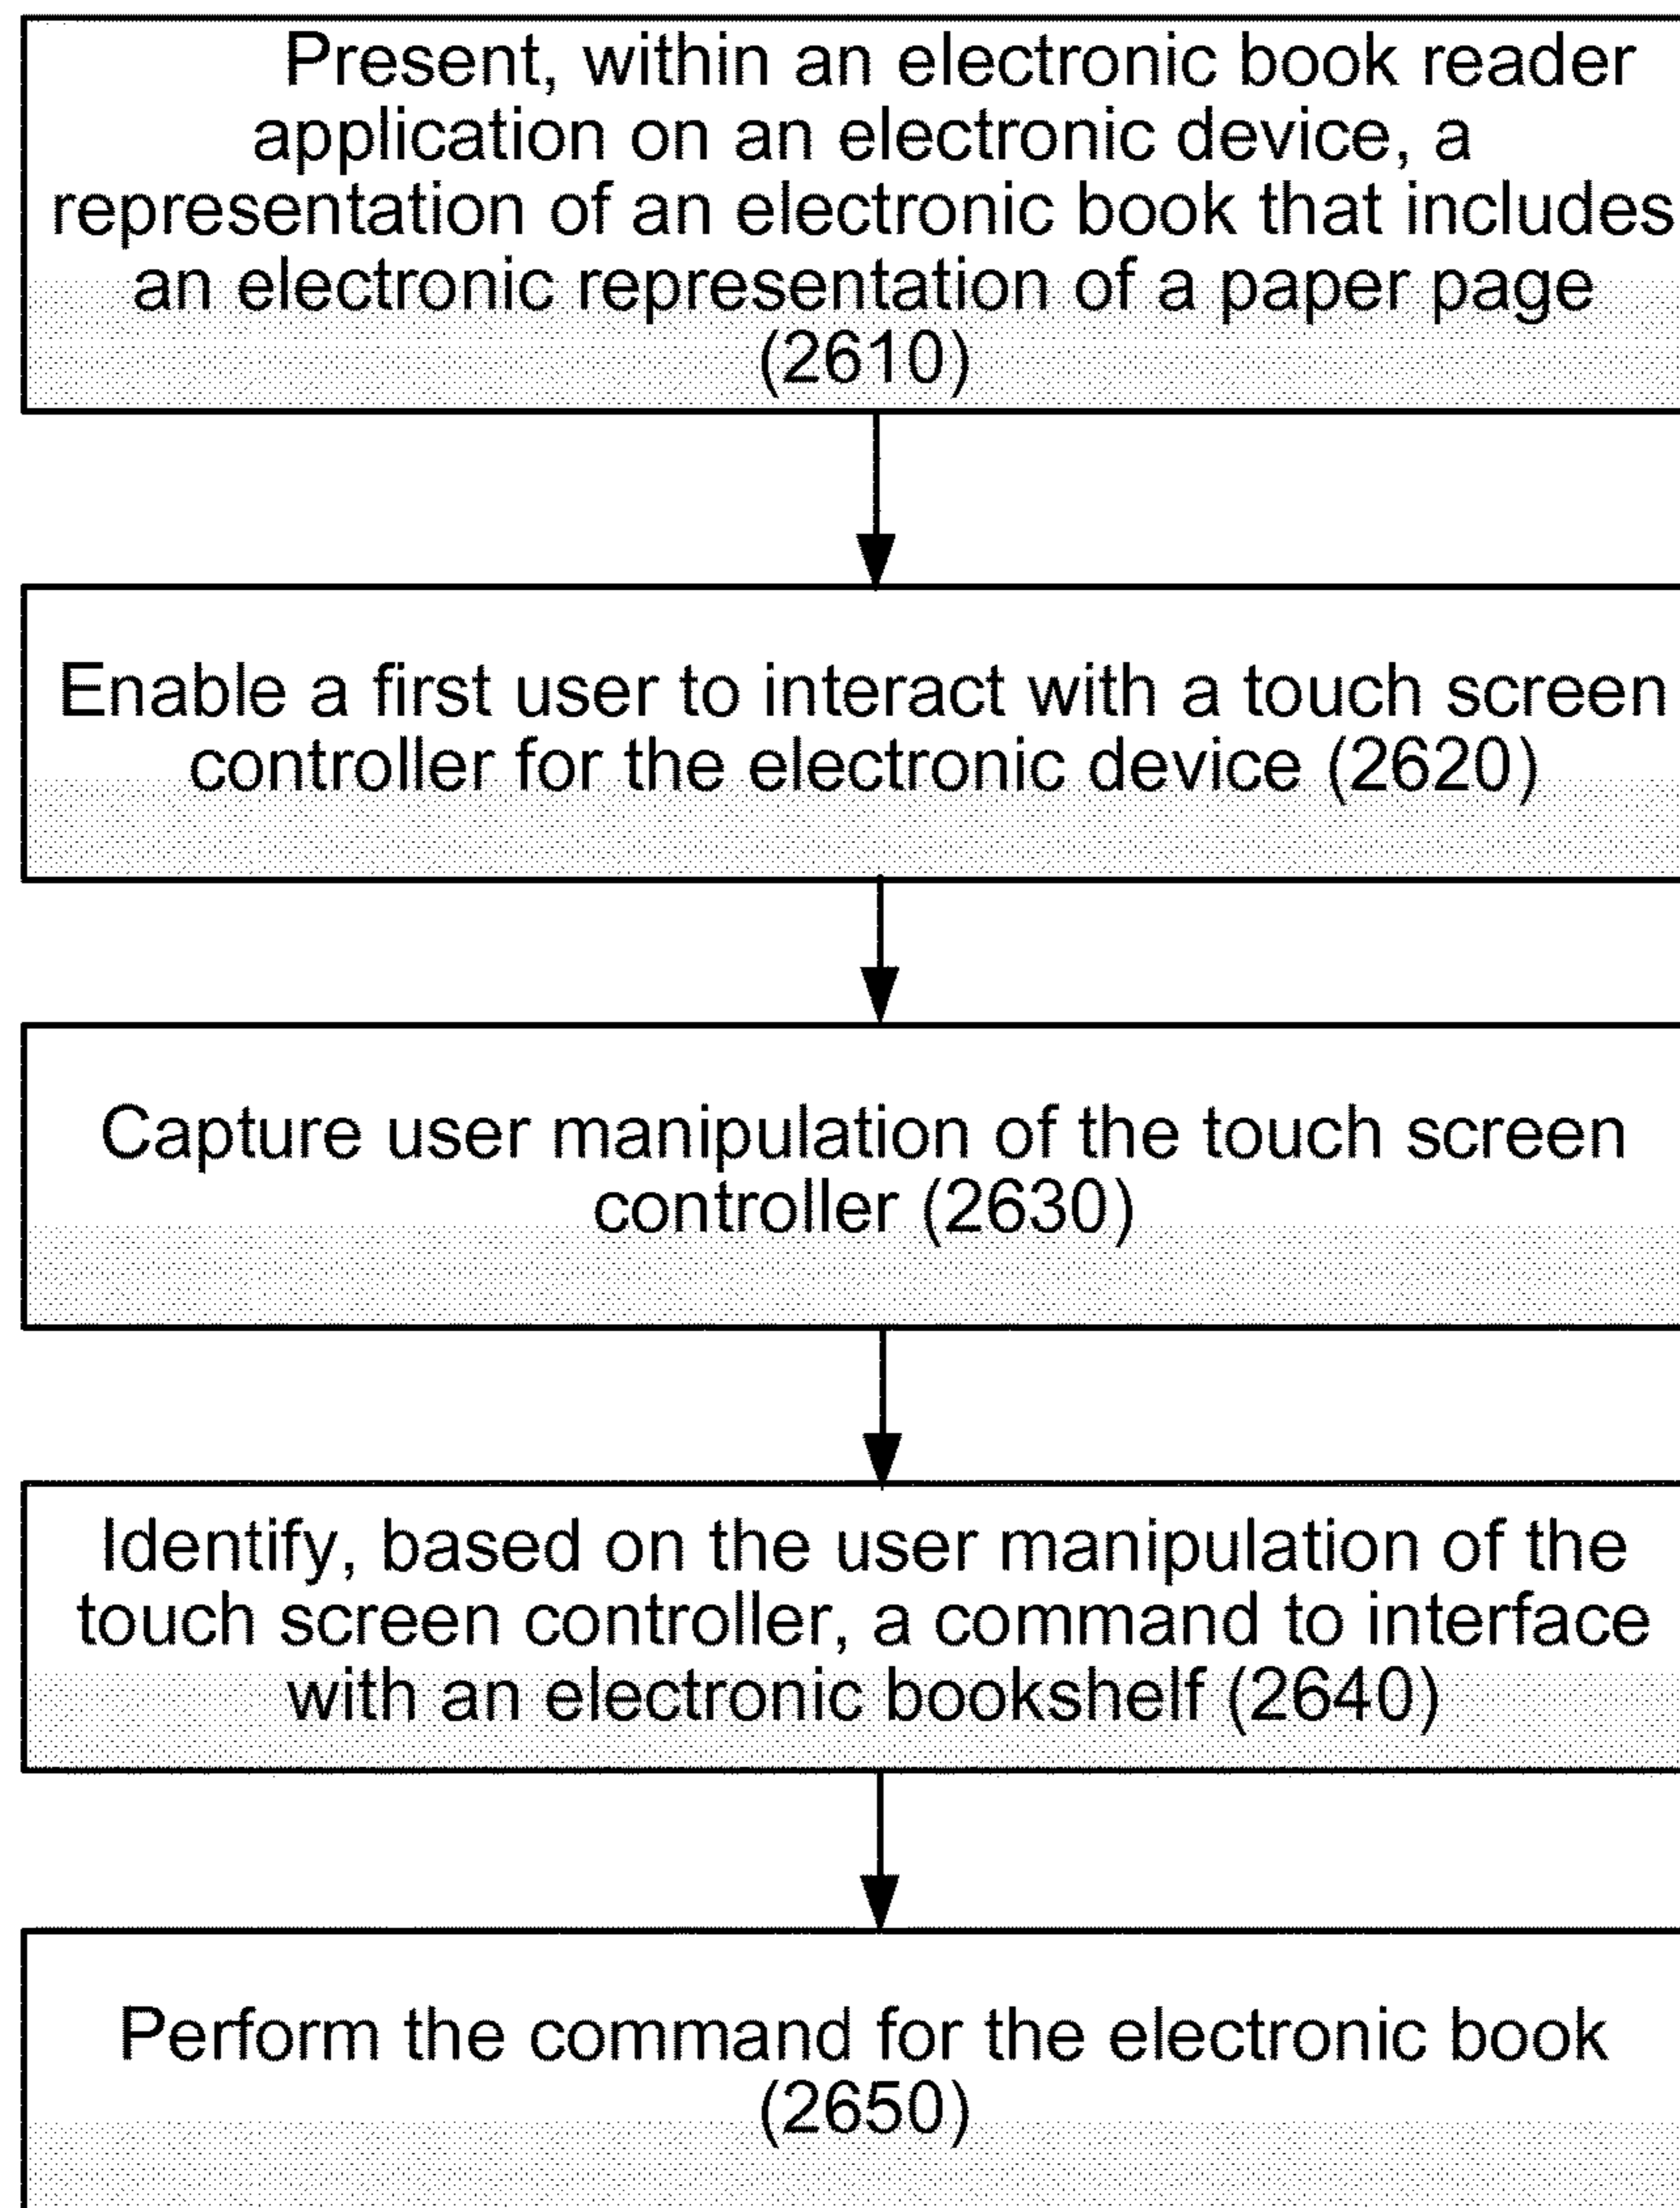 Present, within an electronic book reader
application on an electronic device, a
representation of an electronic book that includes
an electronic representation of a paper page
(2610)
Enable a first user to interact with a touch screen
controller for the electronic device (2620)
Capture user manipulation of the touch screen
controller (2630)
Identify, based on the user manipulation of the
touch screen controller, a command to interface
with an electronic bookshelf (2640)
Perform the command for the electronic book
(2650)